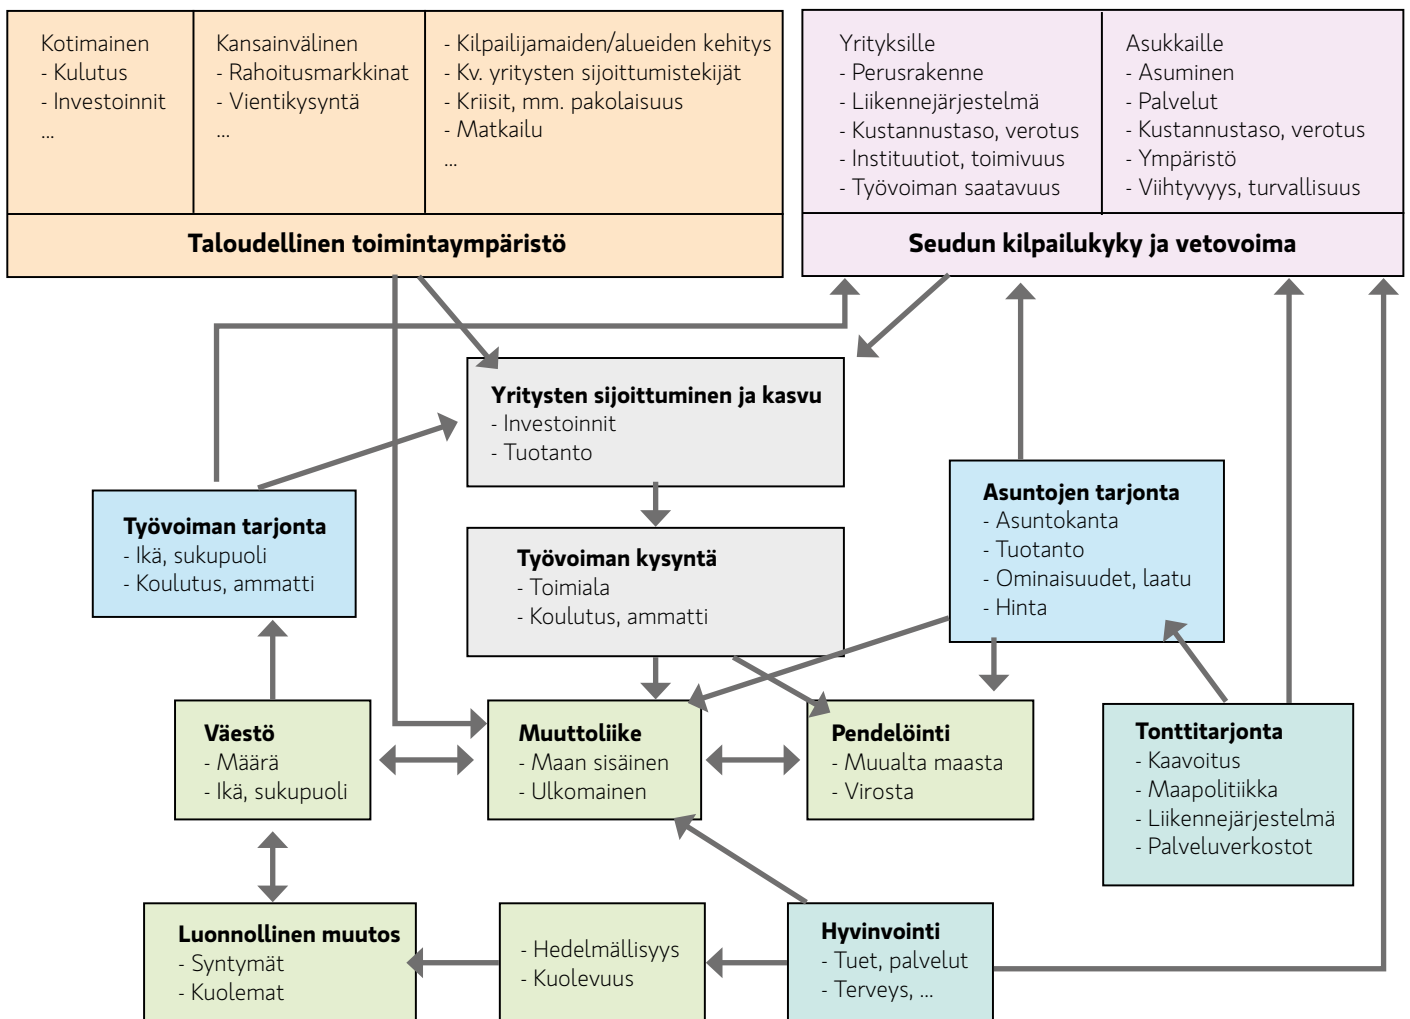 Kotimainen
- Kulutus
- Investoinnit
...
Kansainvälinen
- Rahoitusmarkkinat
- Vientikysyntä
...
- Kilpailijamaiden/alueiden kehitys
- Kv. yritysten sijoittumistekijät
- Kriisit, mm. pakolaisuus
- Matkailu
...
Taloudellinen toimintaympäristö
Yrityksille
- Perusrakenne
- Liikennejärjestelmä
- Kustannustaso, verotus
- Instituutiot, toimivuus
- Työvoiman saatavuus
Asukkaille
- Asuminen
- Palvelut
- Kustannustaso, verotus
- Ympäristö
- Viihtyvyys, turvallisuus
Seudun kilpailukyky ja vetovoima
Yritysten sijoittuminen ja kasvu
- Investoinnit
- Tuotanto
Työvoiman tarjonta
- Ikä, sukupuoli
- Koulutus, ammatti
Työvoiman kysyntä
- Toimiala
- Koulutus, ammatti
Asuntojen tarjonta
- Asuntokanta
- Tuotanto
- Ominaisuudet, laatu
- Hinta
Väestö
- Määrä
- Ikä, sukupuoli
Muuttoliike
- Maan sisäinen
- Ulkomainen
Pendelöinti
- Muualta maasta
- Virosta
Tonttitarjonta
- Kaavoitus
- Maapolitiikka
- Liikennejärjestelmä
- Palveluverkostot
Luonnollinen muutos
- Syntymät
- Kuolemat
- Hedelmällisyys
- Kuolevuus
Hyvinvointi
- Tuet, palvelut
- Terveys, ...